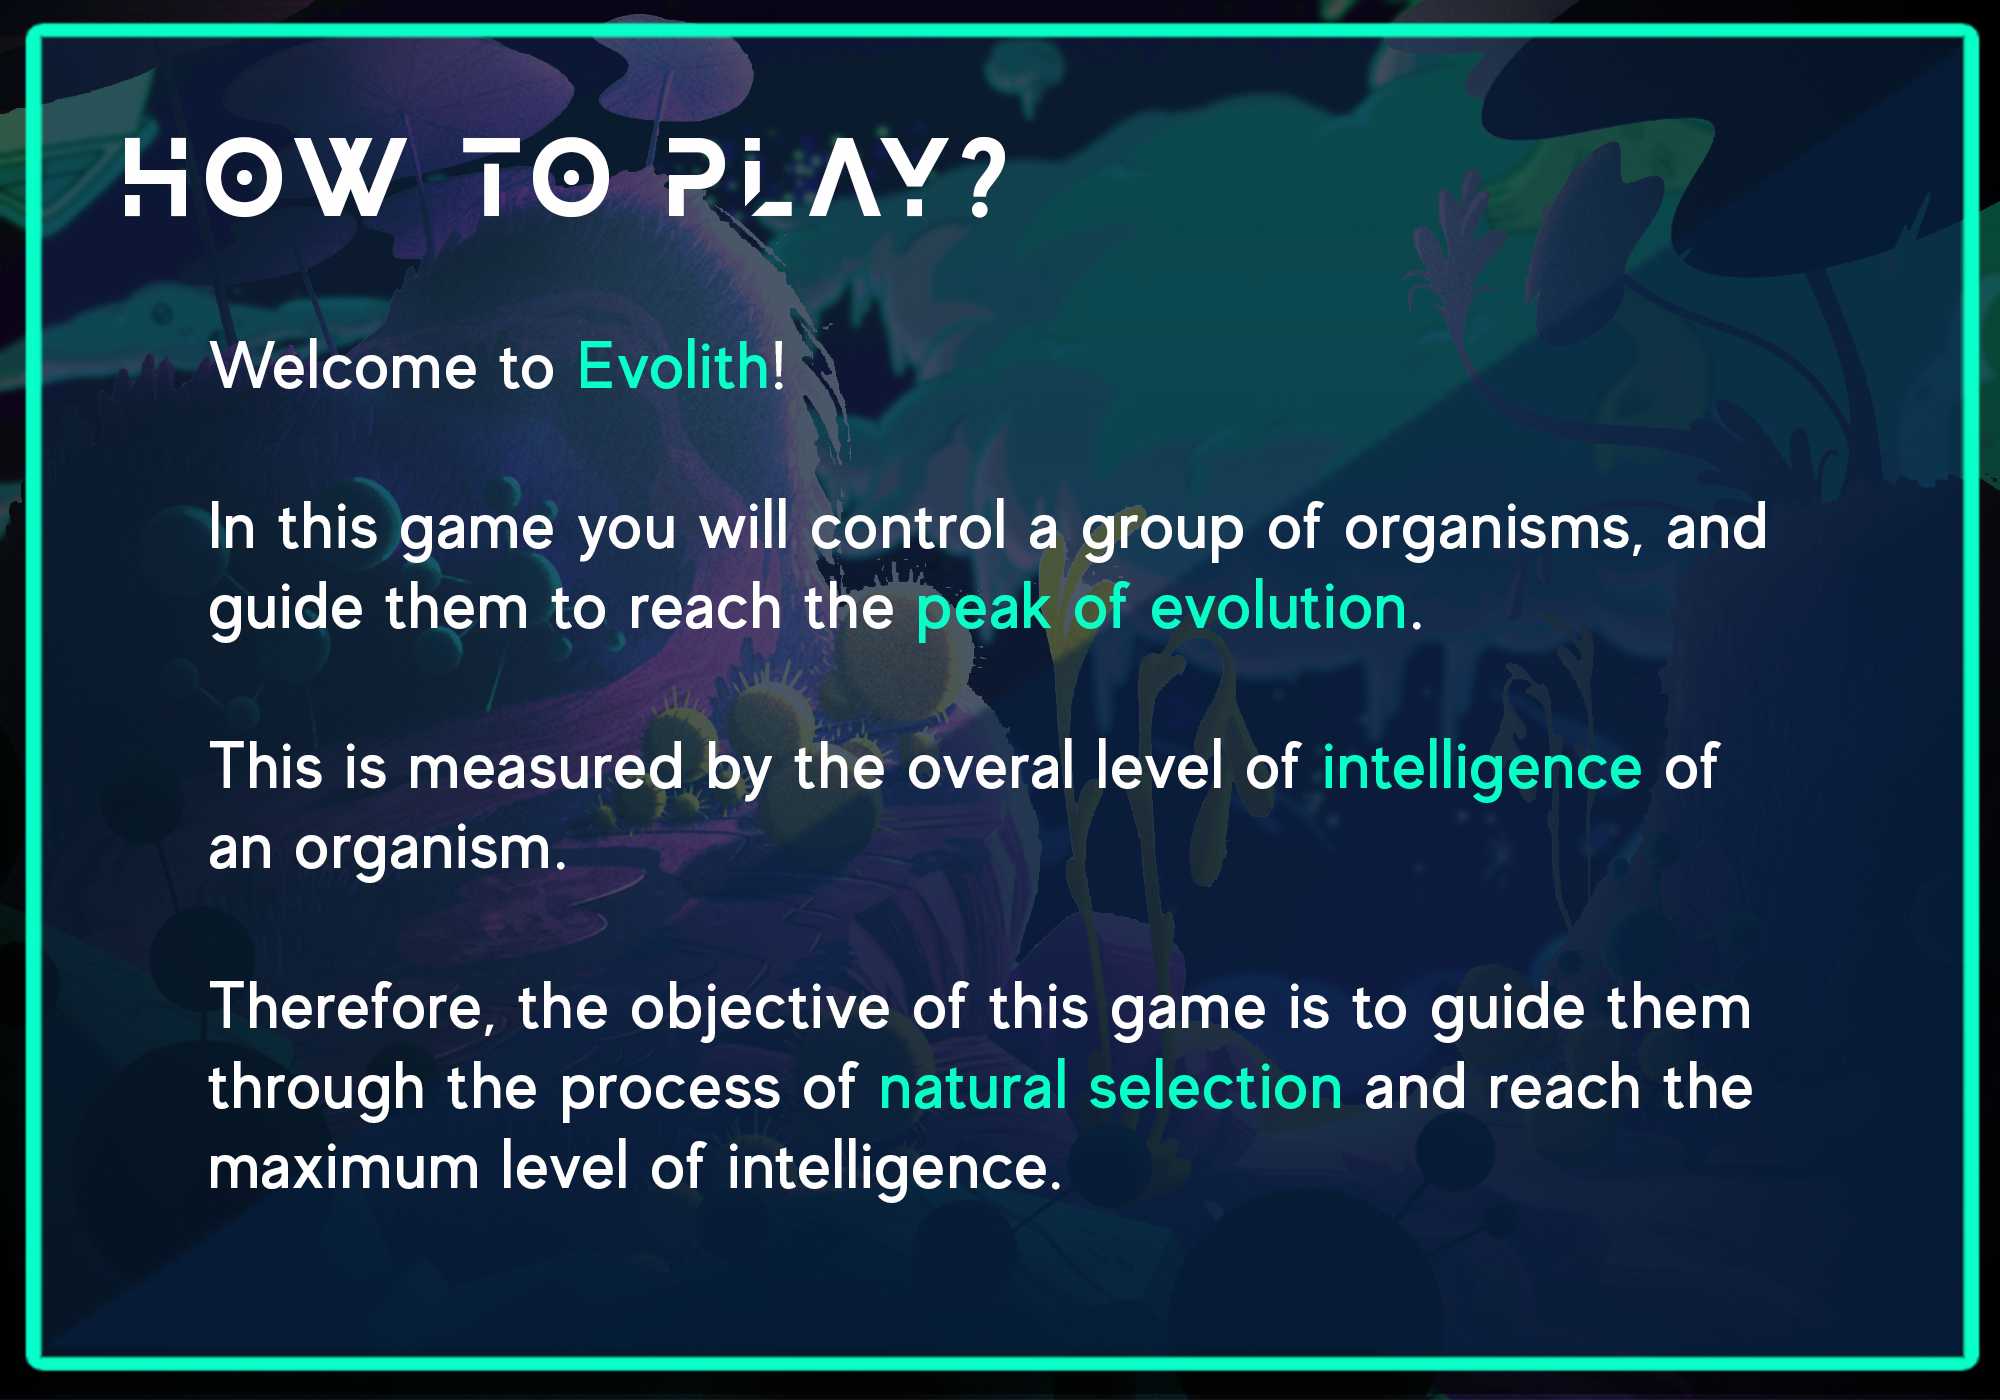 HOW TO PLAY?
Welcome to Evolith!
In this game you will control a group of organisms, and
guide them to reach the peak of evolution.
This is measured by the overal level of intelligence of
an organism.
Therefore, the objective of this game is to guide them
through the process of natural selection and reach the
maximum level of intelligence.